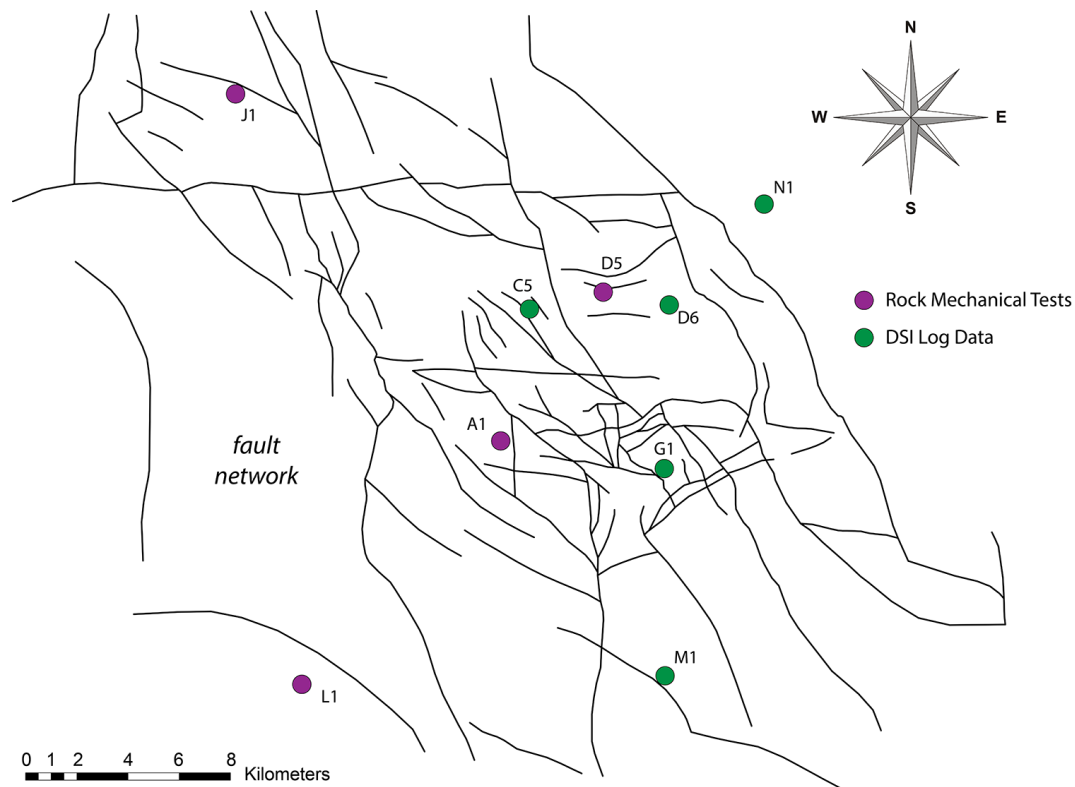 N
W
E
S
J1
N1
D5
C5
D6
Rock Mechanical Tests
DSI Log Data
A1
G1
fault
network
M1
L1
0 1 2 4 6 8
Kilometers